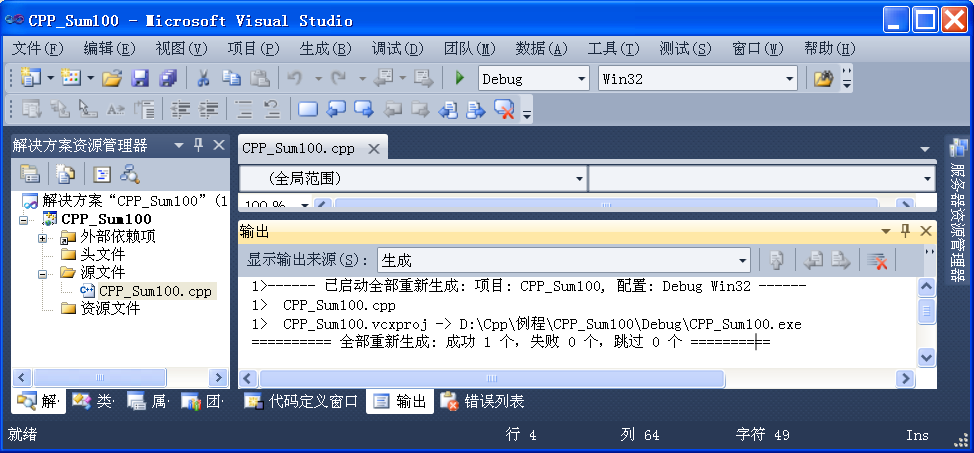 CPP_Sum100 - Microsoft Visual Studio
文件(F) 编辑(E) 视图(V) 项目(P) 生成(B) 调试(D) 团队(M) 数据(A) 工具(T) 测试(S) 窗口(W) 帮助(H)
Debug Win32
解决方案资源管理器
解决方案“CPP_Sum100” (1
CPP_Sum100
外部依赖项
头文件
源文件
CPP_Sum100.cpp
资源文件
解· 类· 属· 团·
CPP_Sum100.cpp
(全局范围)
100 %
输出
显示输出来源(S): 生成
1>------ 已启动全部重新生成: 项目: CPP_Sum100, 配置: Debug Win32 ------
1>  CPP_Sum100.cpp
1>  CPP_Sum100.vcxproj -> D:\Cpp\例程\CPP_Sum100\Debug\CPP_Sum100.exe
========== 全部重新生成: 成功 1 个，失败 0 个，跳过 0 个 ==========
代码定义窗口 输出 错误列表
服务器资源管理器
就绪 行 4 列 64 字符 49 Ins